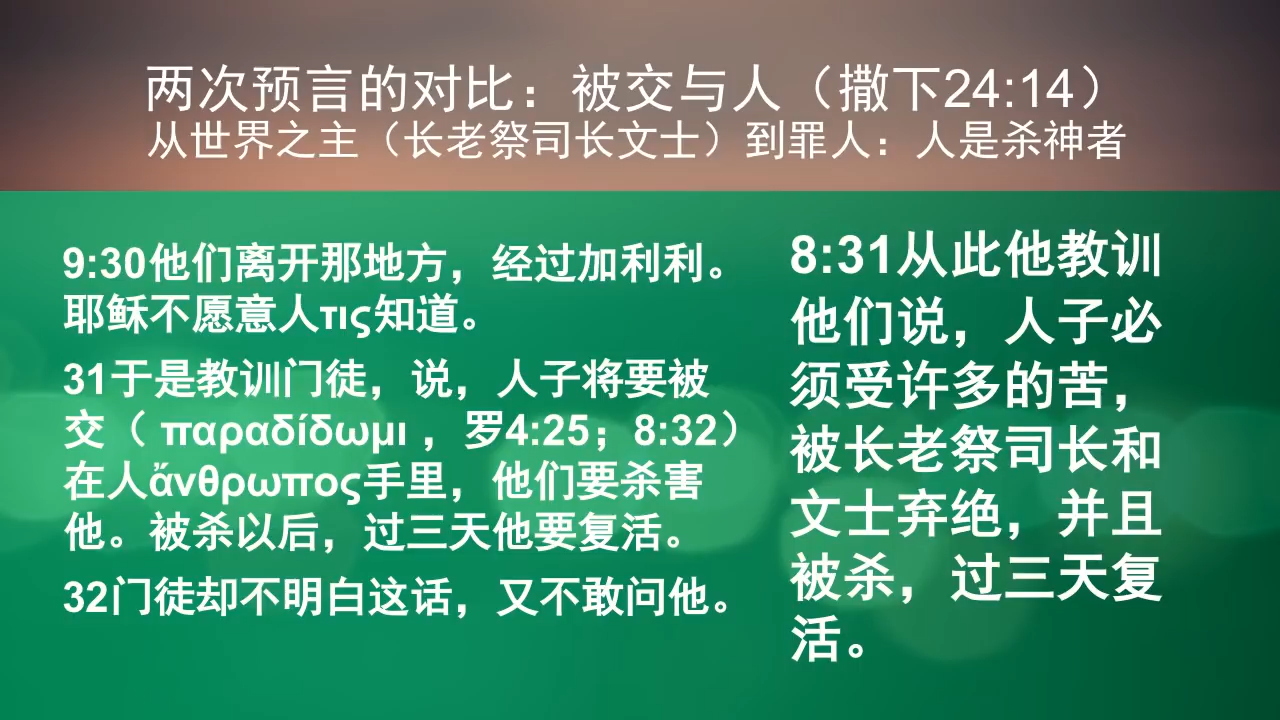 两次预言的对比：被交与人（撒下24:14）
从世界之主（长老祭司长文士）到罪人：人是杀神者
9:30他们离开那地方，经过加利利。
耶稣不愿意人τις知道。
31于是教训门徒，说，人子将要被
交（ παραδίδωμι ，罗4:25；8:32）
在人ἄνθρωπος手里，他们要杀害
他。被杀以后，过三天他要复活。
32门徒却不明白这话，又不敢问他。
8:31从此他教训
他们说，人子必
须受许多的苦，
被长老祭司长和
文士弃绝，并且
被杀，过三天复
活。